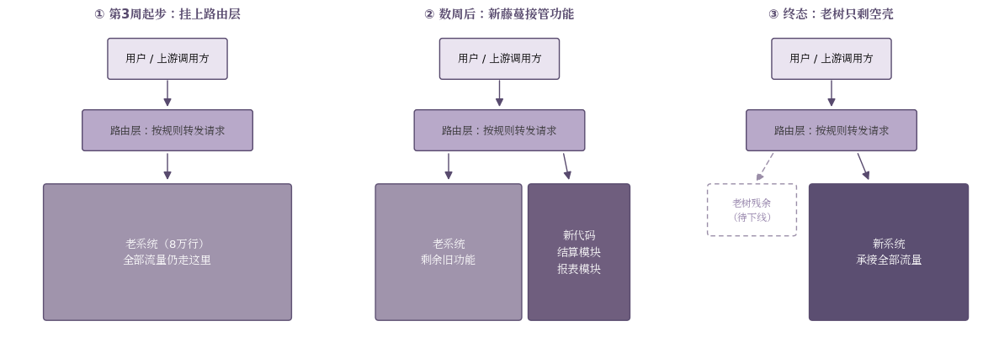 ① 第3周起步：挂上路由层
用户 / 上游调用方
路由层：按规则转发请求
老系统（8万行）
全部流量仍走这里
② 数周后：新藤蔓接管功能
用户 / 上游调用方
路由层：按规则转发请求
老系统
剩余旧功能
新代码
结算模块
报表模块
③ 终态：老树只剩空壳
用户 / 上游调用方
路由层：按规则转发请求
老树残余
（待下线）
新系统
承接全部流量